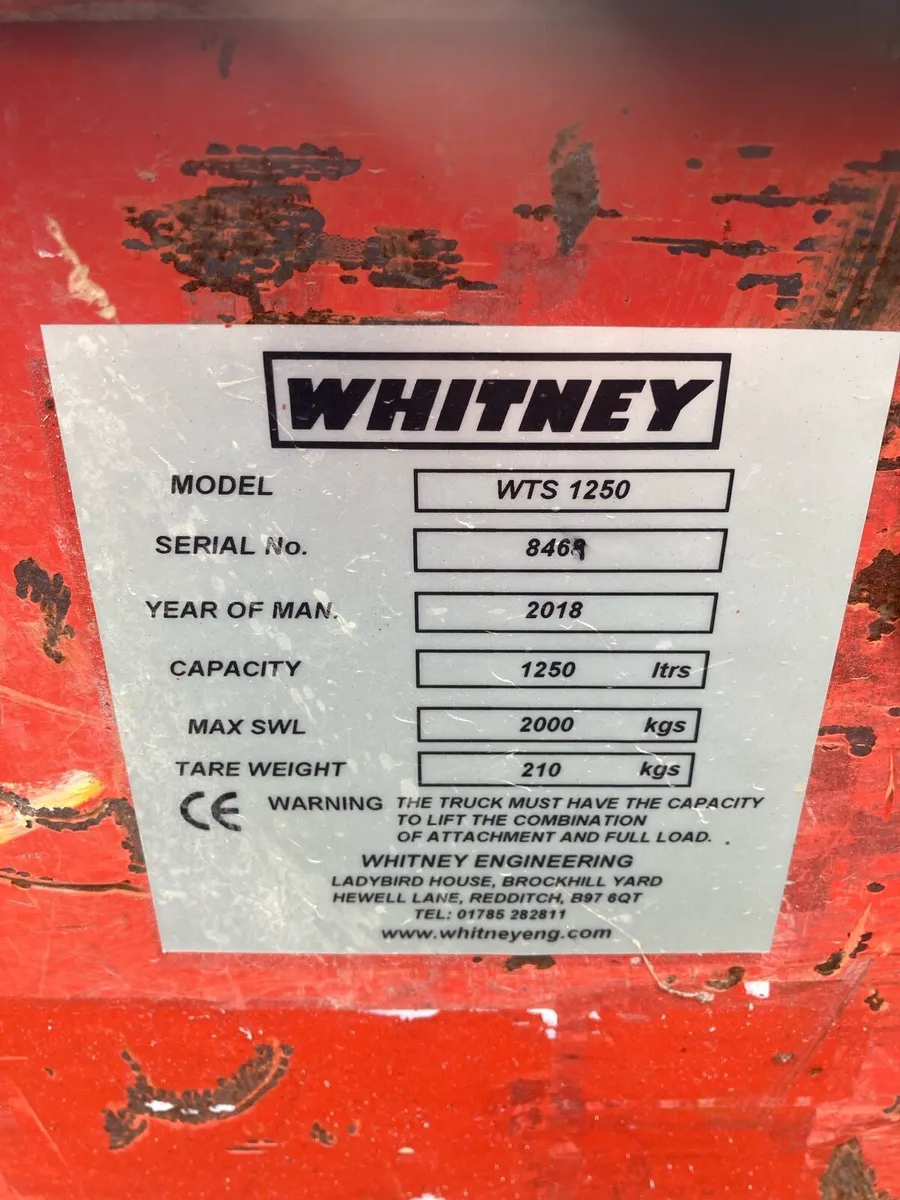 WHITNEY
MODEL WTS 1250
SERIAL No.
YEAR OF MAN. 2018
CAPACITY 1250 ltrs
MAX SWL 2000 kgs
TARE WEIGHT 210 kgs
CE WARNING THE TRUCK MUST HAVE THE CAPACITY
TO LIFT THE COMBINATION
OF ATTACHMENT AND FULL LOAD.
WHITNEY ENGINEERING
LADYBIRD HOUSE, BROCKHILL YARD
HEWELL LANE, REDDITCH, B97 6QT
TEL: 01785 282811
www.whitneyeng.com